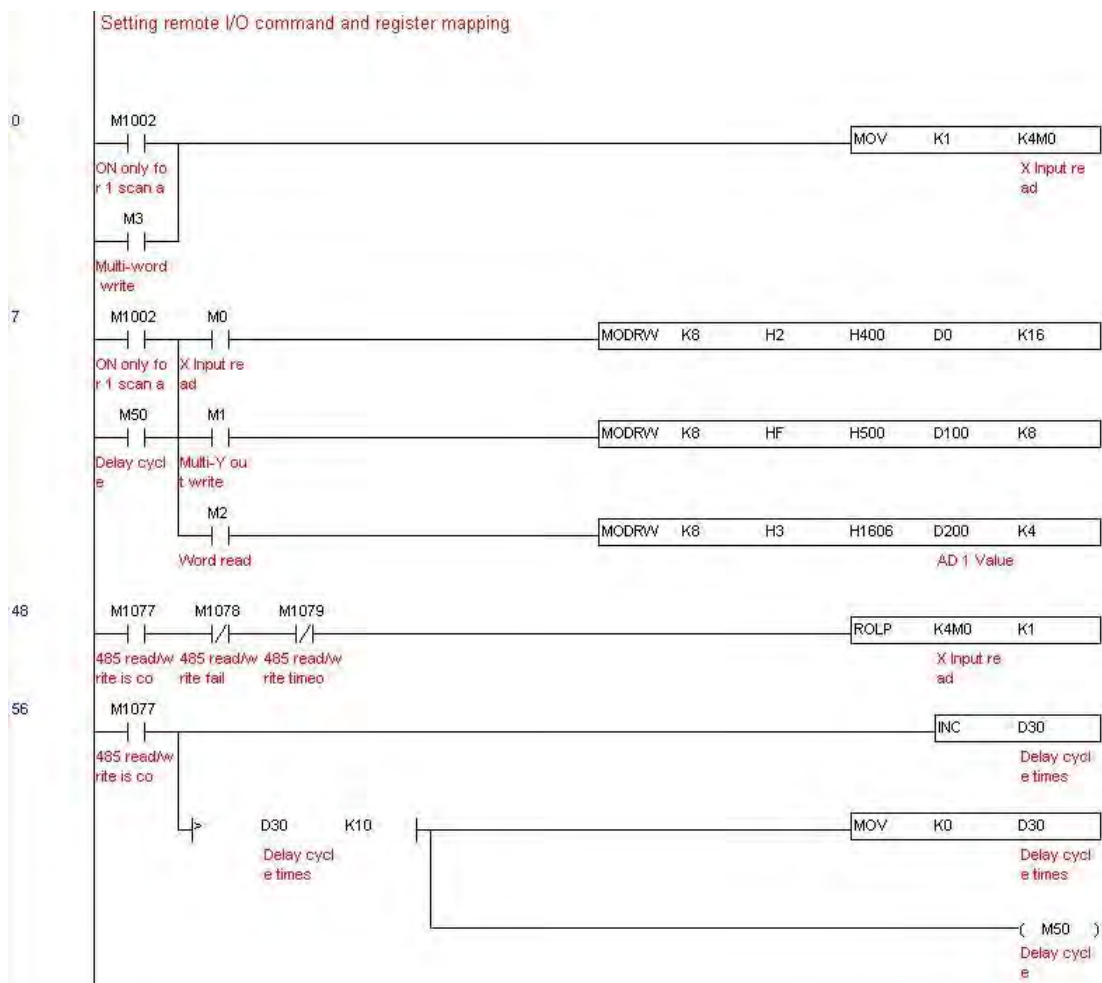 Setting remote I/O command and register mapping
0
M1002
MOV K1 K4M0
ON only fo
r 1 scan a
X Input re
ad
M3
Multi-word
write
7
M1002 M0
MODRW K8 H2 H400 D0 K16
ON only fo X Input re
r 1 scan a ad
M50 M1
MODRW K8 HF H500 D100 K8
Delay cycl Multi-Y ou
e t write
M2
MODRW K8 H3 H1606 D200 K4
Word read AD 1 Value
48
M1077 M1078 M1079
ROLP K4M0 K1
485 read/w 485 read/w 485 read/w X Input re
rite is co rite fail rite timeo ad
56
M1077
INC D30
485 read/w Delay cycl
rite is co e times
> D30 K10 MOV K0 D30
Delay cycl Delay cycl
e times e times
( M50 )
Delay cycl
e